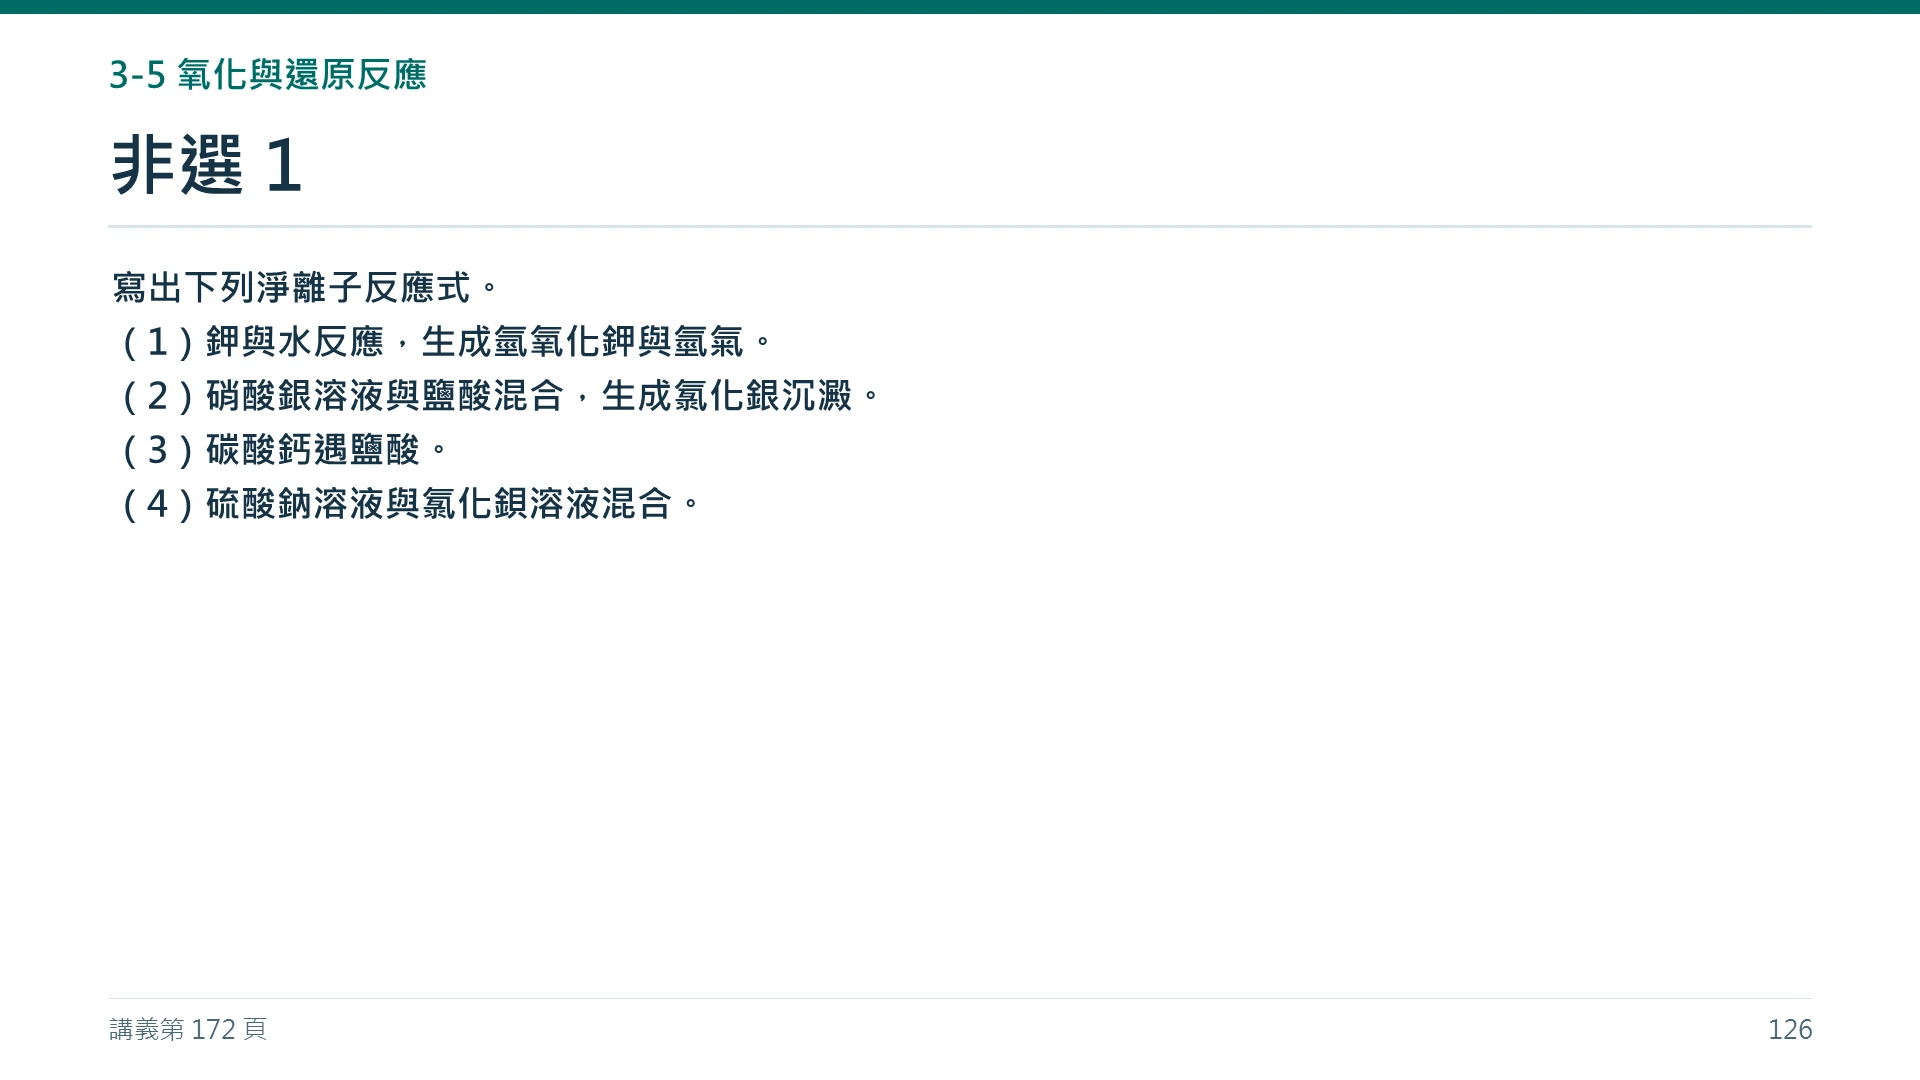 3-5 氧化與還原反應
非選 1
寫出下列淨離子反應式。
（1）鉀與水反應，生成氫氧化鉀與氫氣。
（2）硝酸銀溶液與鹽酸混合，生成氯化銀沉澱。
（3）碳酸鈣遇鹽酸。
（4）硫酸鈉溶液與氯化鋇溶液混合。
講義第 172 頁
126